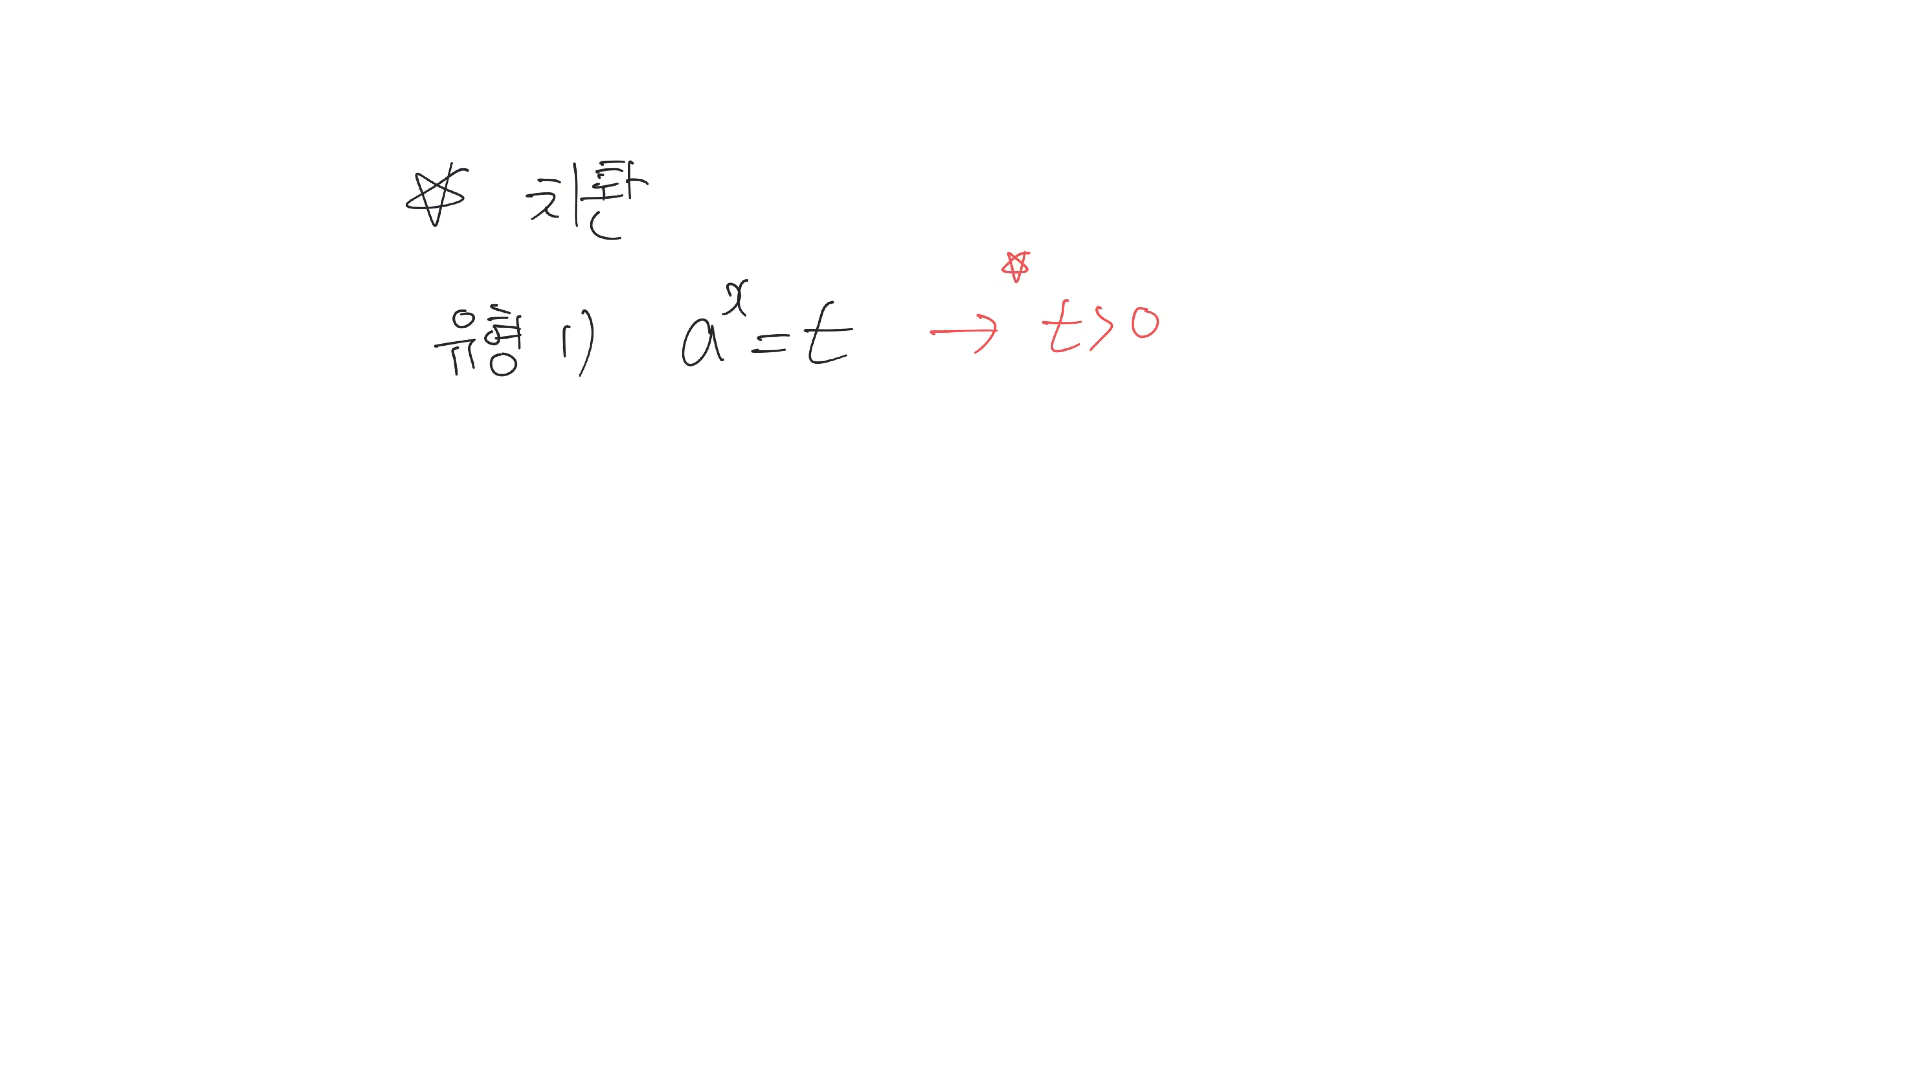 ☆ 치환
유형 1) a^x = t → ☆ t > 0